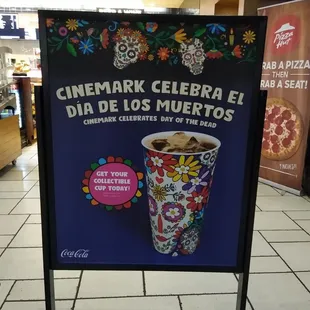 CINEMARK CELEBRA EL
DÍA DE LOS MUERTOS
CINEMARK CELEBRATES DAY OF THE DEAD
GET YOUR
COLLECTIBLE
CUP TODAY!
Coca-Cola
Pizza
Hut
GRAB A PIZZA
THEN
GRAB A SEAT!